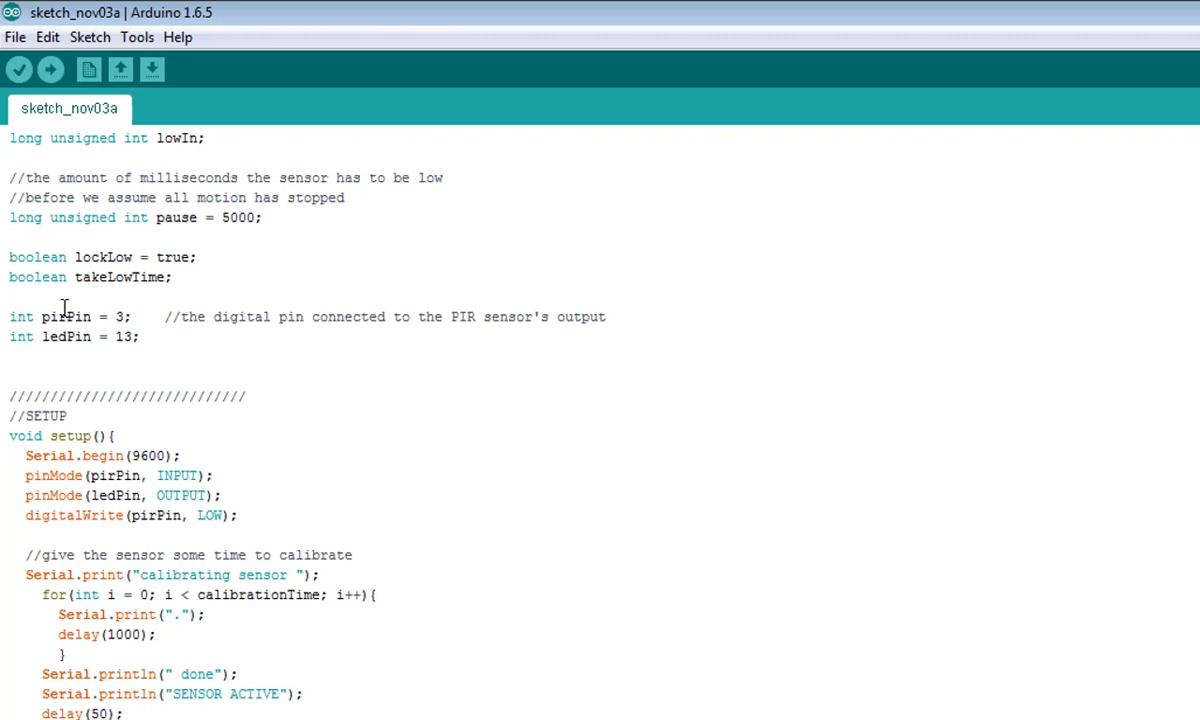 sketch_nov03a | Arduino 1.6.5
File Edit Sketch Tools Help
sketch_nov03a
long unsigned int lowIn;
//the amount of milliseconds the sensor has to be low
//before we assume all motion has stopped
long unsigned int pause = 5000;
boolean lockLow = true;
boolean takeLowTime;
int pirPin = 3;    //the digital pin connected to the PIR sensor's output
int ledPin = 13;
/////////////////////////////
//SETUP
void setup(){
  Serial.begin(9600);
  pinMode(pirPin, INPUT);
  pinMode(ledPin, OUTPUT);
  digitalWrite(pirPin, LOW);
  //give the sensor some time to calibrate
  Serial.print("calibrating sensor ");
    for(int i = 0; i < calibrationTime; i++){
      Serial.print(".");
      delay(1000);
      }
    Serial.println(" done");
    Serial.println("SENSOR ACTIVE");
    delay(50);